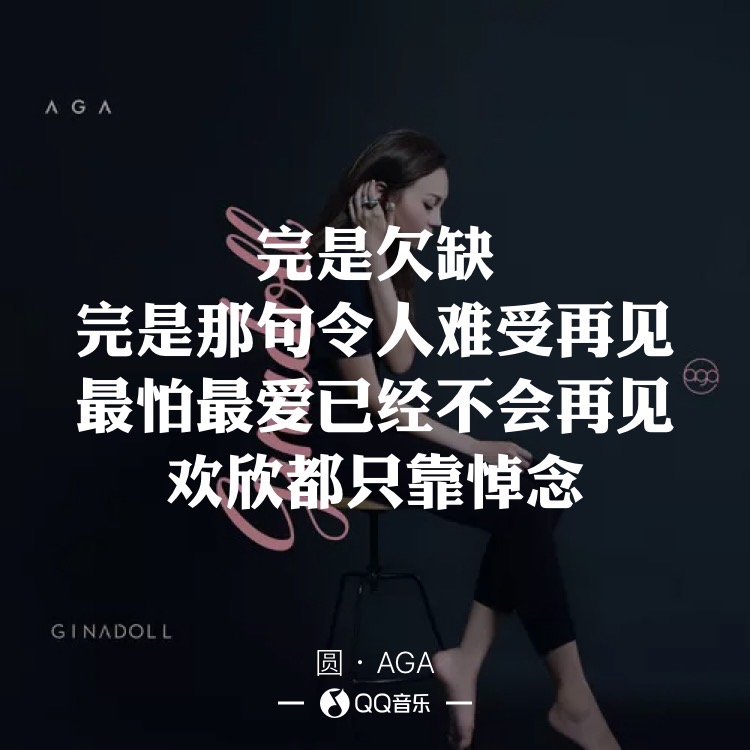 AGA
Ginadoll
完是欠缺
完是那句令人难受再见
aga
最怕最爱已经不会再见
欢欣都只靠悼念
GINADOLL
圆·AGA
QQ音乐